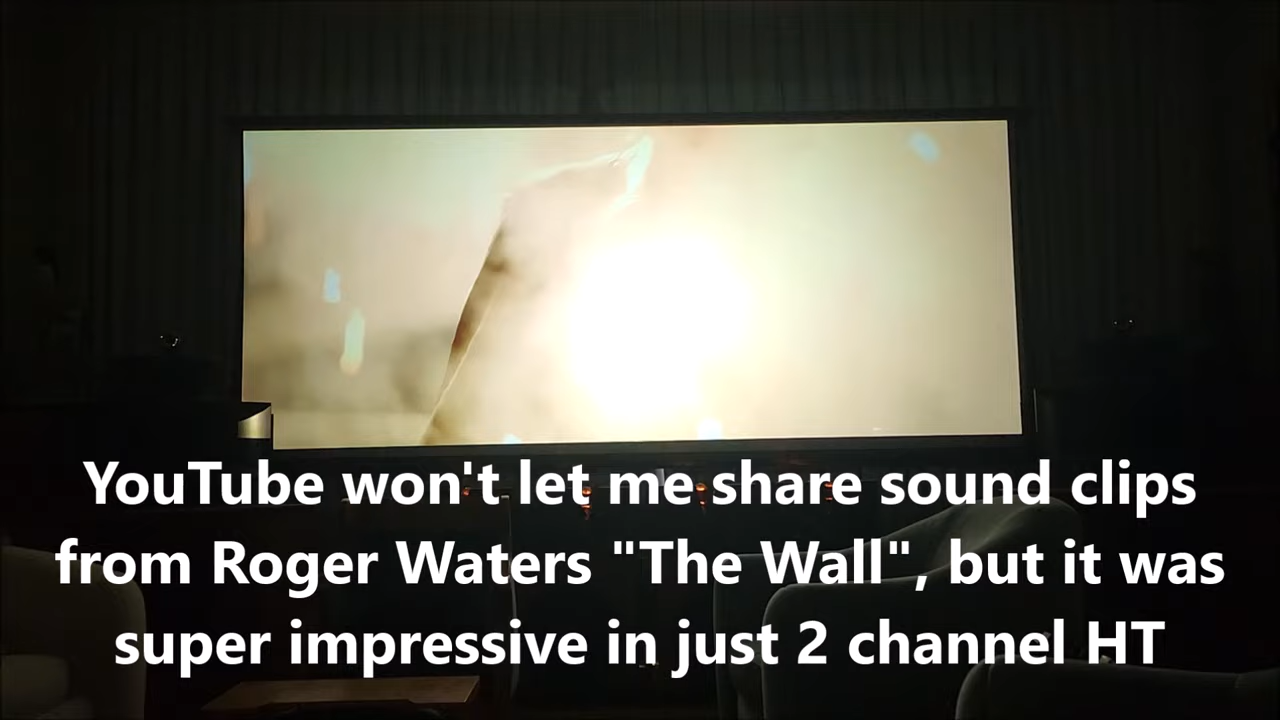 YouTube won't let me share sound clips
from Roger Waters "The Wall", but it was
super impressive in just 2 channel HT